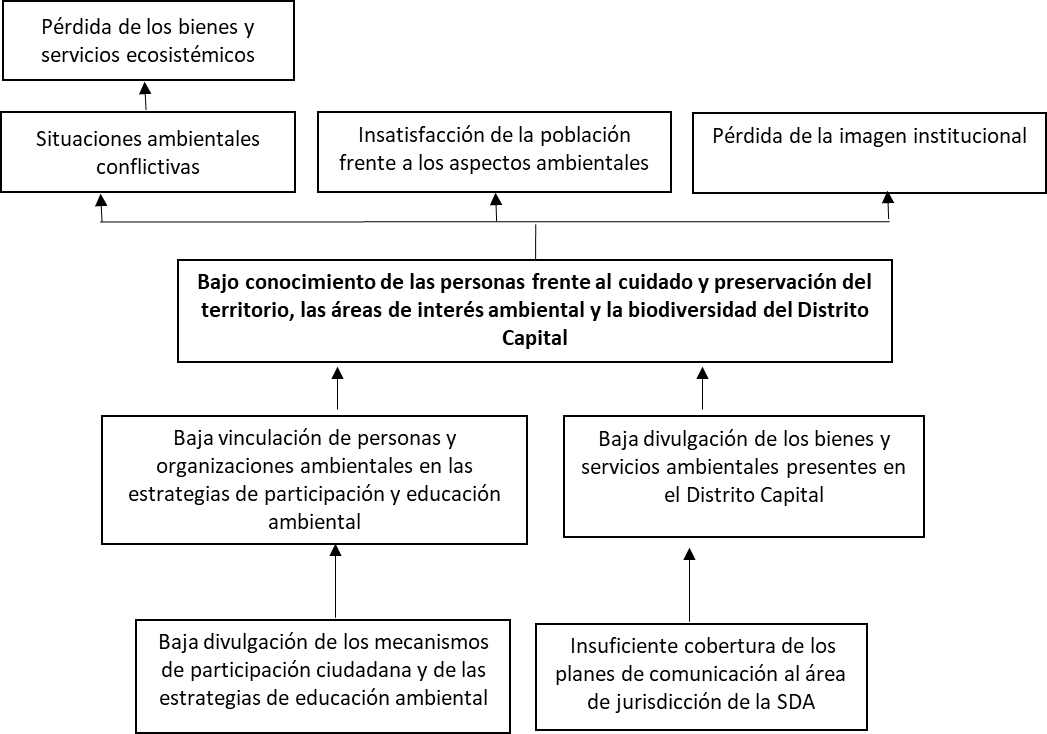 Pérdida de los bienes y
servicios ecosistémicos
Situaciones ambientales
conflictivas
Insatisfacción de la población
frente a los aspectos ambientales
Pérdida de la imagen institucional
Bajo conocimiento de las personas frente al cuidado y preservación del
territorio, las áreas de interés ambiental y la biodiversidad del Distrito
Capital
Baja vinculación de personas y
organizaciones ambientales en las
estrategias de participación y educación
ambiental
Baja divulgación de los bienes y
servicios ambientales presentes en
el Distrito Capital
Baja divulgación de los mecanismos
de participación ciudadana y de las
estrategias de educación ambiental
Insuficiente cobertura de los
planes de comunicación al área
de jurisdicción de la SDA